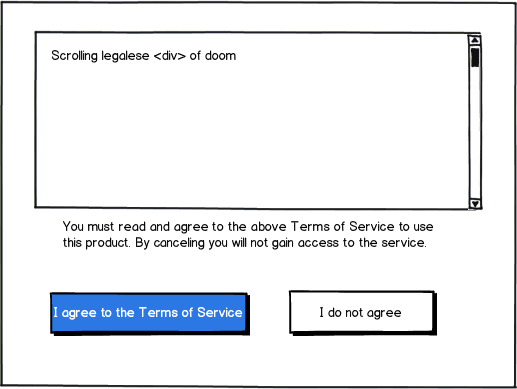 Scrolling legalese <div> of doom
You must read and agree to the above Terms of Service to use
this product. By canceling you will not gain access to the service.
I agree to the Terms of Service
I do not agree